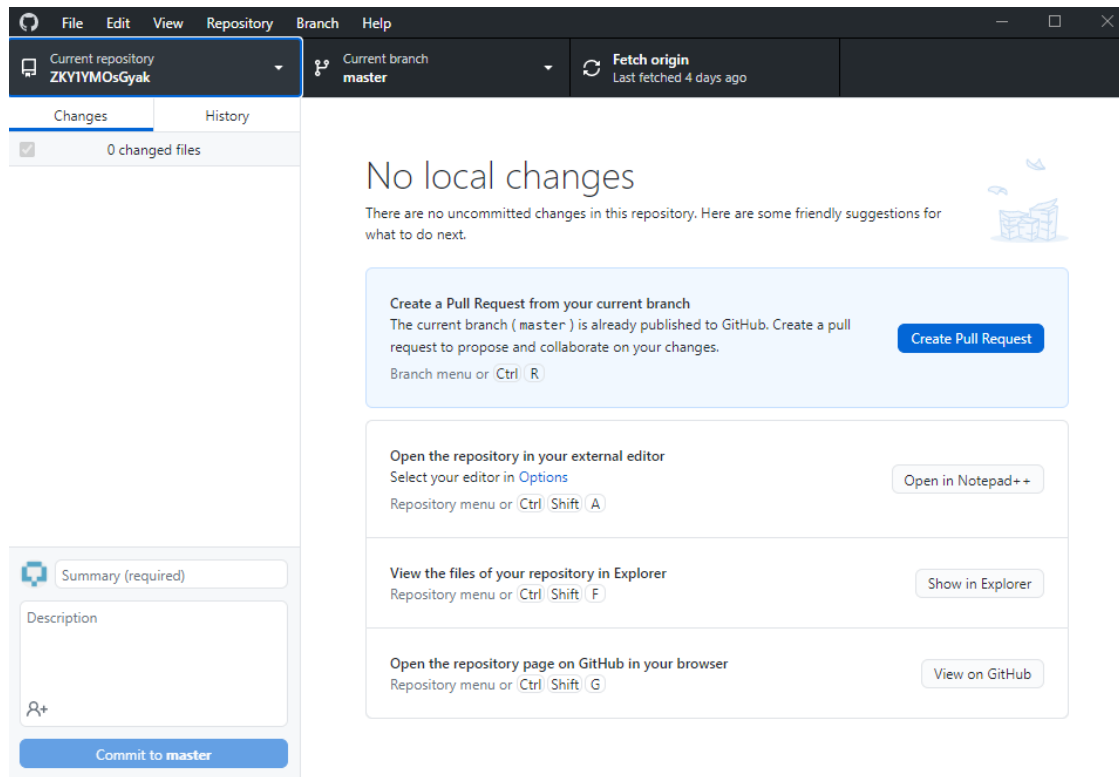 File Edit View Repository Branch Help
Current repository
ZKY1YMOsGyak
Current branch
master
Fetch origin
Last fetched 4 days ago
Changes History
0 changed files
No local changes
There are no uncommitted changes in this repository. Here are some friendly suggestions for
what to do next.
Create a Pull Request from your current branch
The current branch (master) is already published to GitHub. Create a pull
request to propose and collaborate on your changes.
Branch menu or Ctrl R
Create Pull Request
Open the repository in your external editor
Select your editor in Options
Repository menu or Ctrl Shift A
Open in Notepad++
View the files of your repository in Explorer
Repository menu or Ctrl Shift F
Show in Explorer
Open the repository page on GitHub in your browser
Repository menu or Ctrl Shift G
View on GitHub
Summary (required)
Description
Commit to master